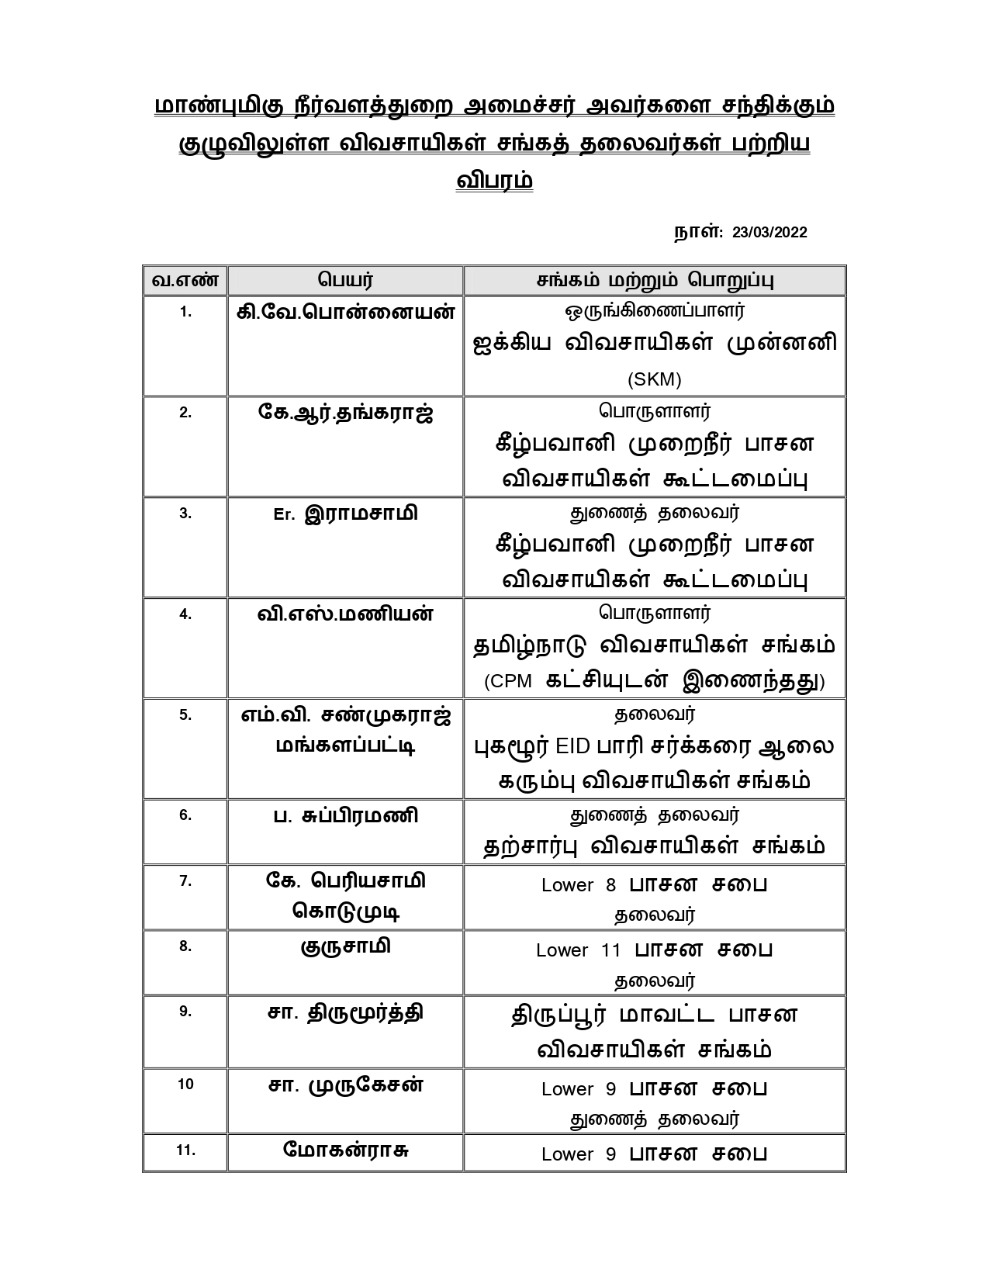 மாண்புமிகு நீர்வளத்துறை அமைச்சர் அவர்களை சந்திக்கும்
குழுவிலுள்ள விவசாயிகள் சங்கத் தலைவர்கள் பற்றிய
விபரம்
நாள்: 23/03/2022
வ.எண் பெயர் சங்கம் மற்றும் பொறுப்பு
1. கி.வே.பொன்னையன் ஒருங்கிணைப்பாளர்
ஐக்கிய விவசாயிகள் முன்னனி
(SKM)
2. கே.ஆர்.தங்கராஜ் பொருளாளர்
கீழ்பவானி முறைநீர் பாசன
விவசாயிகள் கூட்டமைப்பு
3. Er. இராமசாமி துணைத் தலைவர்
கீழ்பவானி முறைநீர் பாசன
விவசாயிகள் கூட்டமைப்பு
4. வி.எஸ்.மணியன் பொருளாளர்
தமிழ்நாடு விவசாயிகள் சங்கம்
(CPM கட்சியுடன் இணைந்தது)
5. எம்.வி. சண்முகராஜ் தலைவர்
மங்களப்பட்டி புகழூர் EID பாரி சர்க்கரை ஆலை
கரும்பு விவசாயிகள் சங்கம்
6. ப. சுப்பிரமணி துணைத் தலைவர்
தற்சார்பு விவசாயிகள் சங்கம்
7. கே. பெரியசாமி Lower 8 பாசன சபை
கொடுமுடி தலைவர்
8. குருசாமி Lower 11 பாசன சபை
தலைவர்
9. சா. திருமூர்த்தி திருப்பூர் மாவட்ட பாசன
விவசாயிகள் சங்கம்
10 சா. முருகேசன் Lower 9 பாசன சபை
துணைத் தலைவர்
11. மோகன்ராசு Lower 9 பாசன சபை